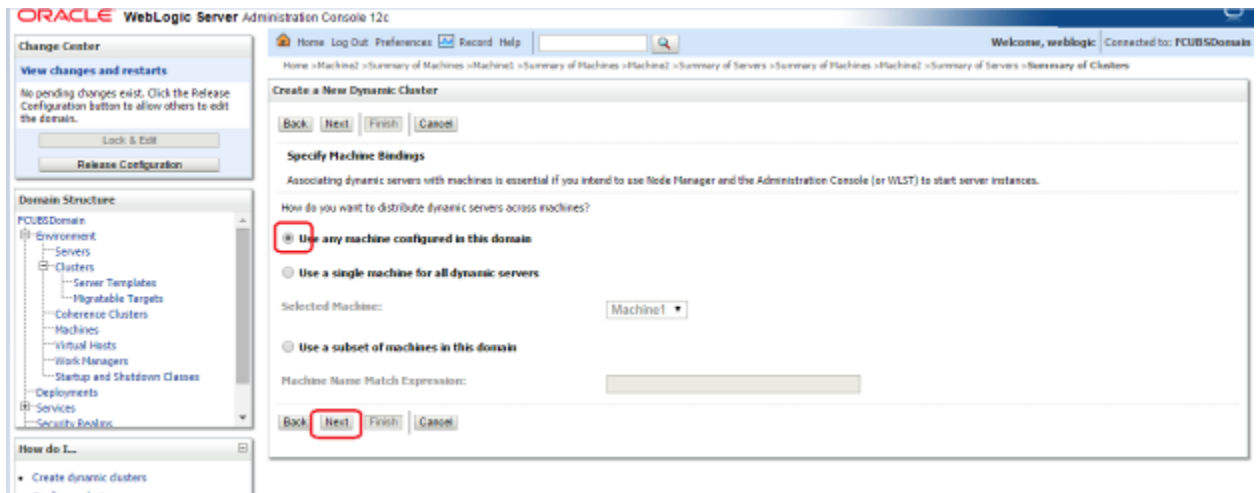 ORACLE WebLogic Server Administration Console 12c
Change Center
View changes and restarts
No pending changes exist. Click the Release
Configuration button to allow others to edit
the domain.
Lock & Edit
Release Configuration
Domain Structure
FCUBSDomain
Environment
Servers
Clusters
Server Templates
Migratable Targets
Coherence Clusters
Machines
Virtual Hosts
Work Managers
Startup and Shutdown Classes
Deployments
Services
Security Realms
How do I...
Create dynamic clusters
Home Log Out Preferences Record Help
Welcome, weblogic Connected to: FCUBSDomain
Home >Machine2 >Summary of Machines >Machine1 >Summary of Machines >Machine2 >Summary of Servers >Summary of Machines >Machine2 >Summary of Servers >Summary of Clusters
Create a New Dynamic Cluster
Back Next Finish Cancel
Specify Machine Bindings
Associating dynamic servers with machines is essential if you intend to use Node Manager and the Administration Console (or WLST) to start server instances.
How do you want to distribute dynamic servers across machines?
Use any machine configured in this domain
Use a single machine for all dynamic servers
Selected Machine: Machine1
Use a subset of machines in this domain
Machine Name Match Expression:
Back Next Finish Cancel